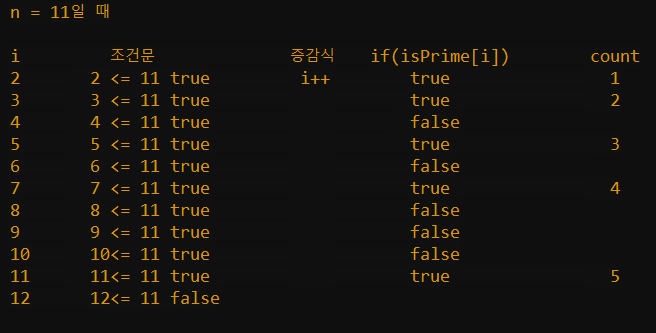 n = 11일 때
i 조건문 증감식 if(isPrime[i]) count
2 2 <= 11 true i++ true 1
3 3 <= 11 true true 2
4 4 <= 11 true false
5 5 <= 11 true true 3
6 6 <= 11 true false
7 7 <= 11 true true 4
8 8 <= 11 true false
9 9 <= 11 true false
10 10<= 11 true false
11 11<= 11 true true 5
12 12<= 11 false